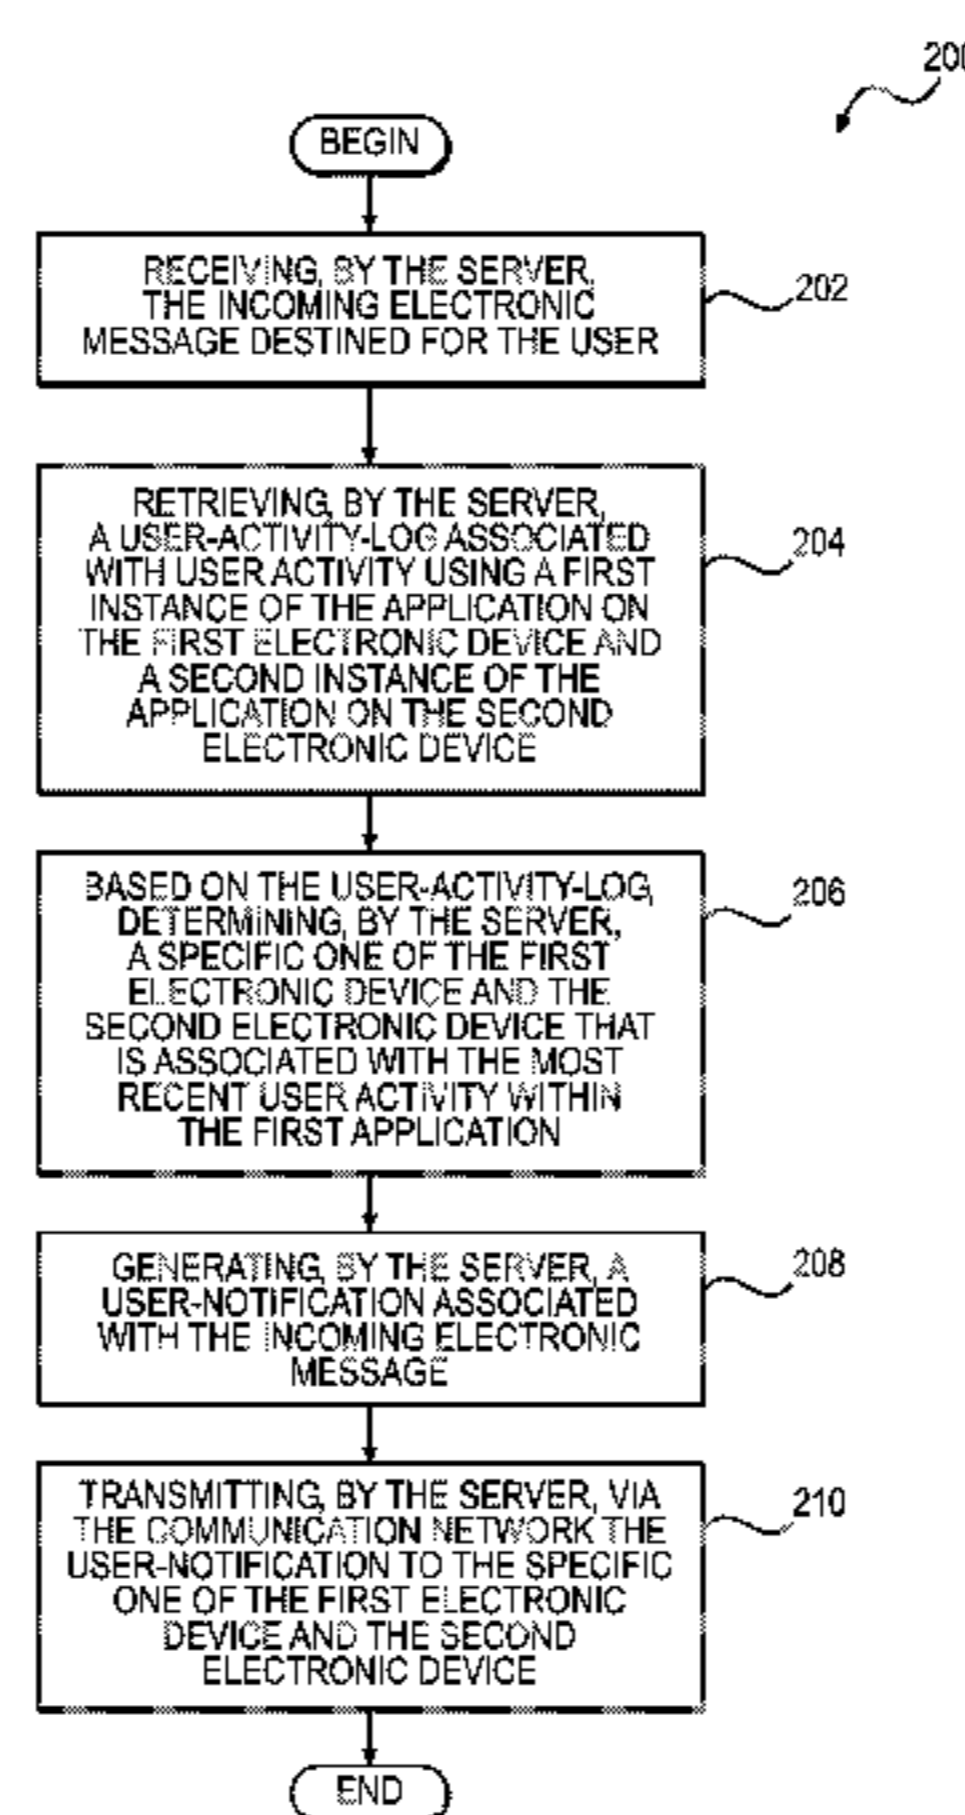 200
BEGIN
RECEIVING, BY THE SERVER,
THE INCOMING ELECTRONIC
MESSAGE DESTINED FOR THE USER
202
RETRIEVING, BY THE SERVER,
A USER-ACTIVITY-LOG ASSOCIATED
WITH USER ACTIVITY USING A FIRST
INSTANCE OF THE APPLICATION ON
THE FIRST ELECTRONIC DEVICE AND
A SECOND INSTANCE OF THE
APPLICATION ON THE SECOND
ELECTRONIC DEVICE
204
BASED ON THE USER-ACTIVITY-LOG,
DETERMINING, BY THE SERVER,
A SPECIFIC ONE OF THE FIRST
ELECTRONIC DEVICE AND THE
SECOND ELECTRONIC DEVICE THAT
IS ASSOCIATED WITH THE MOST
RECENT USER ACTIVITY WITHIN
THE FIRST APPLICATION
206
GENERATING, BY THE SERVER, A
USER-NOTIFICATION ASSOCIATED
WITH THE INCOMING ELECTRONIC
MESSAGE
208
TRANSMITTING, BY THE SERVER, VIA
THE COMMUNICATION NETWORK THE
USER-NOTIFICATION TO THE SPECIFIC
ONE OF THE FIRST ELECTRONIC
DEVICE AND THE SECOND
ELECTRONIC DEVICE
210
END